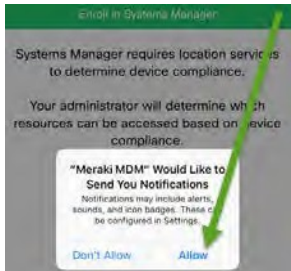 Enroll in Systems Manager
Systems Manager requires location services
to determine device compliance.
Your administrator will determine which
resources can be accessed based on device
compliance.
"Meraki MDM" Would Like to
Send You Notifications
Notifications may include alerts,
sounds, and icon badges. These can
be configured in Settings.
Don't Allow
Allow